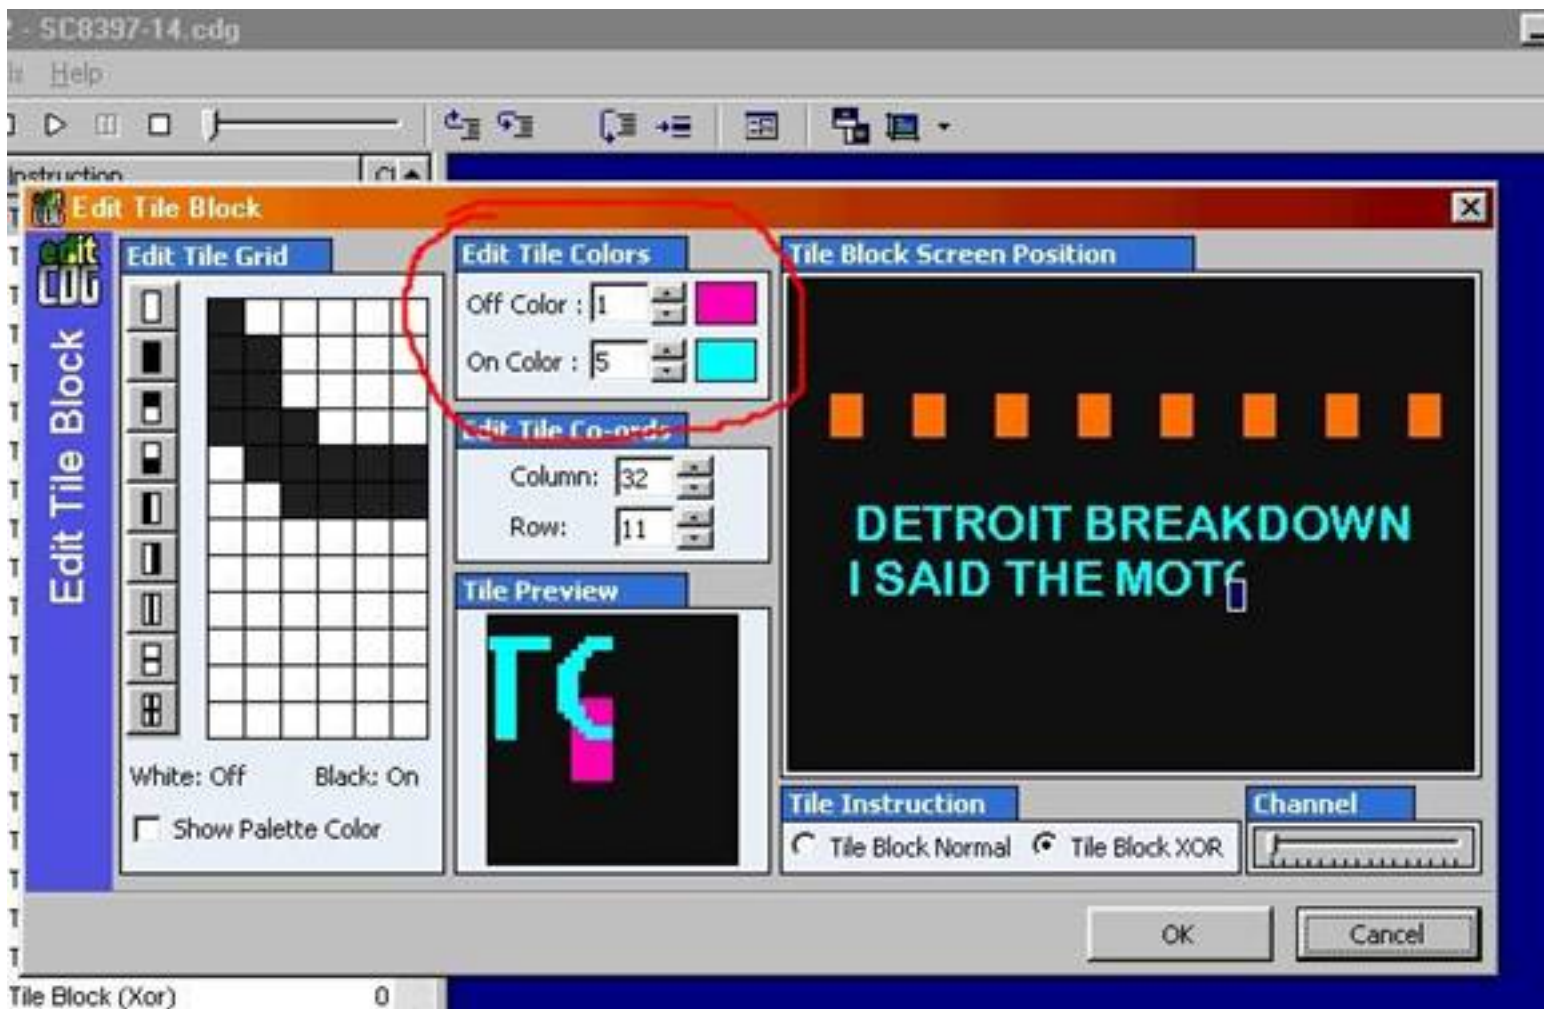 - SC8397-14.cdg
Help
nstruction
Edit Tile Block
edit
CDG
Edit Tile Block
Edit Tile Grid
White: Off Black: On
Show Palette Color
Edit Tile Colors
Off Color : 1
On Color : 5
Edit Tile Co-ords
Column: 32
Row: 11
Tile Preview
T
Tile Block Screen Position
DETROIT BREAKDOWN
I SAID THE MOT
Tile Instruction
Tile Block Normal Tile Block XOR
Channel
OK Cancel
Tile Block (Xor) 0